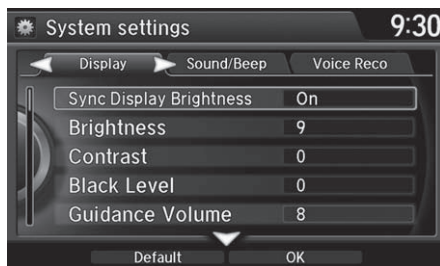 System settings 9:30
Display Sound/Beep Voice Reco
Sync Display Brightness On
Brightness 9
Contrast 0
Black Level 0
Guidance Volume 8
Default OK